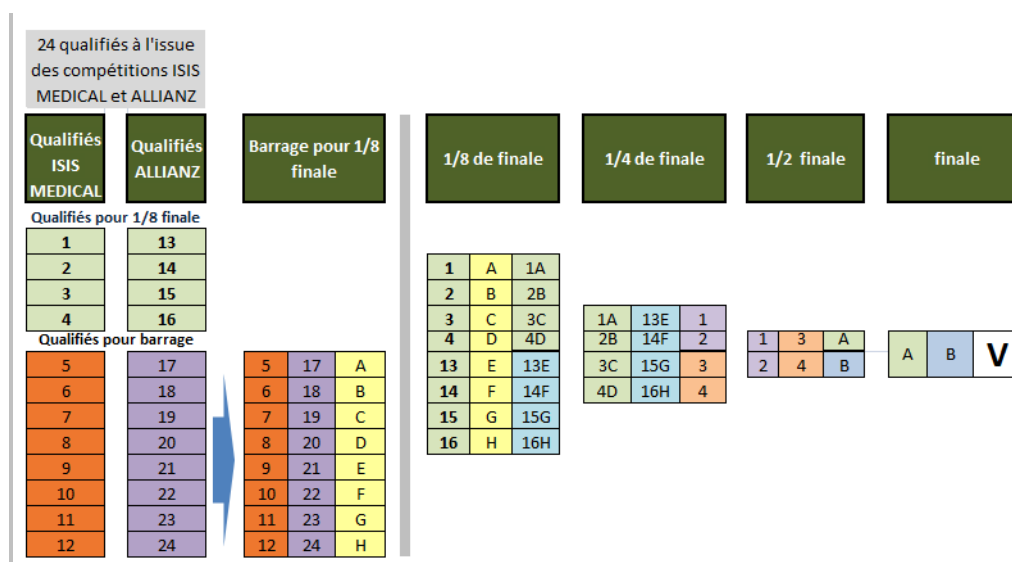 24 qualifiés à l'issue
des compétitions ISIS
MEDICAL et ALLIANZ
Qualifiés
ISIS
MEDICAL
Qualifiés
ALLIANZ
Barrage pour 1/8
finale
1/8 de finale
1/4 de finale
1/2 finale
finale
Qualifiés pour 1/8 finale
1 13
2 14
3 15
4 16
Qualifiés pour barrage
5 17
6 18
7 19
8 20
9 21
10 22
11 23
12 24
5 17 A
6 18 B
7 19 C
8 20 D
9 21 E
10 22 F
11 23 G
12 24 H
1 A 1A
2 B 2B
3 C 3C
4 D 4D
13 E 13E
14 F 14F
15 G 15G
16 H 16H
1A 13E 1
2B 14F 2
3C 15G 3
4D 16H 4
1 3 A
2 4 B
A B V